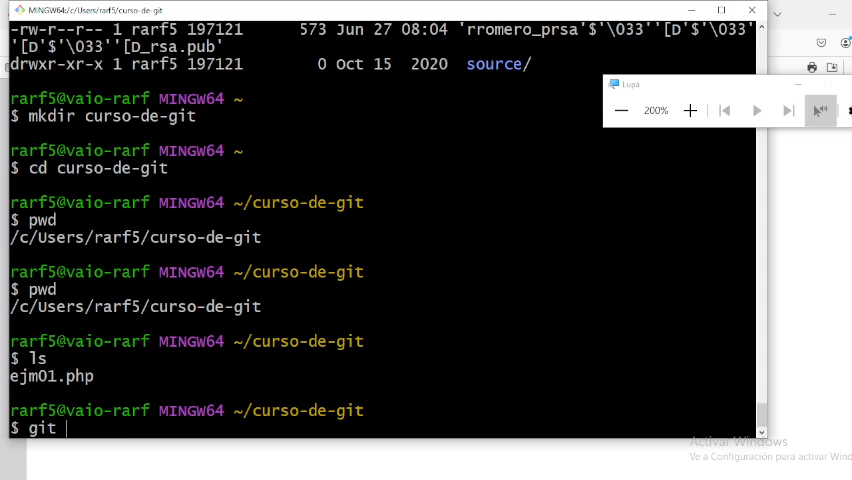 MINGW64:/c/Users/rarf5/curso-de-git
-rw-r--r-- 1 rarf5 197121 573 Jun 27 08:04 'rromero_prsa'$'\033''[D'$'\033''
'[D'$'\033''[D_rsa.pub'
drwxr-xr-x 1 rarf5 197121 0 Oct 15 2020 source/
Lupa
200%
rarf5@vaio-rarf MINGW64 ~
$ mkdir curso-de-git
rarf5@vaio-rarf MINGW64 ~
$ cd curso-de-git
rarf5@vaio-rarf MINGW64 ~/curso-de-git
$ pwd
/c/Users/rarf5/curso-de-git
rarf5@vaio-rarf MINGW64 ~/curso-de-git
$ pwd
/c/Users/rarf5/curso-de-git
rarf5@vaio-rarf MINGW64 ~/curso-de-git
$ ls
ejm01.php
rarf5@vaio-rarf MINGW64 ~/curso-de-git
$ git
Activar Windows
Ve a Configuración para activar Wind